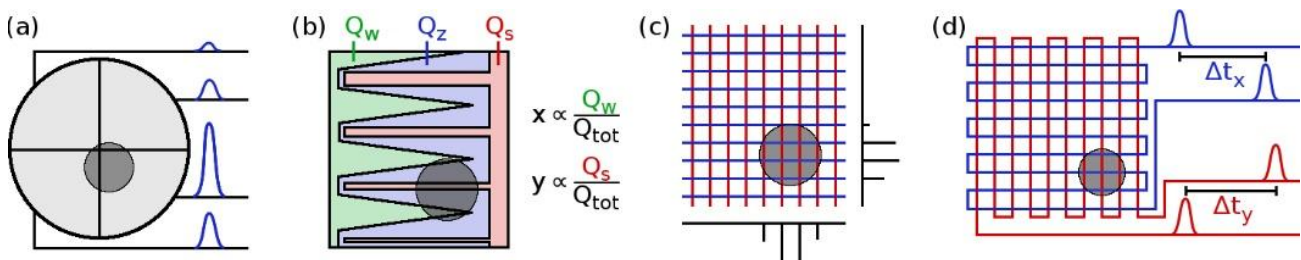 (a)
(b)
Q_w Q_z Q_s
x ∝ Q_w/Q_tot
y ∝ Q_s/Q_tot
(c)
(d)
Δt_x
Δt_y